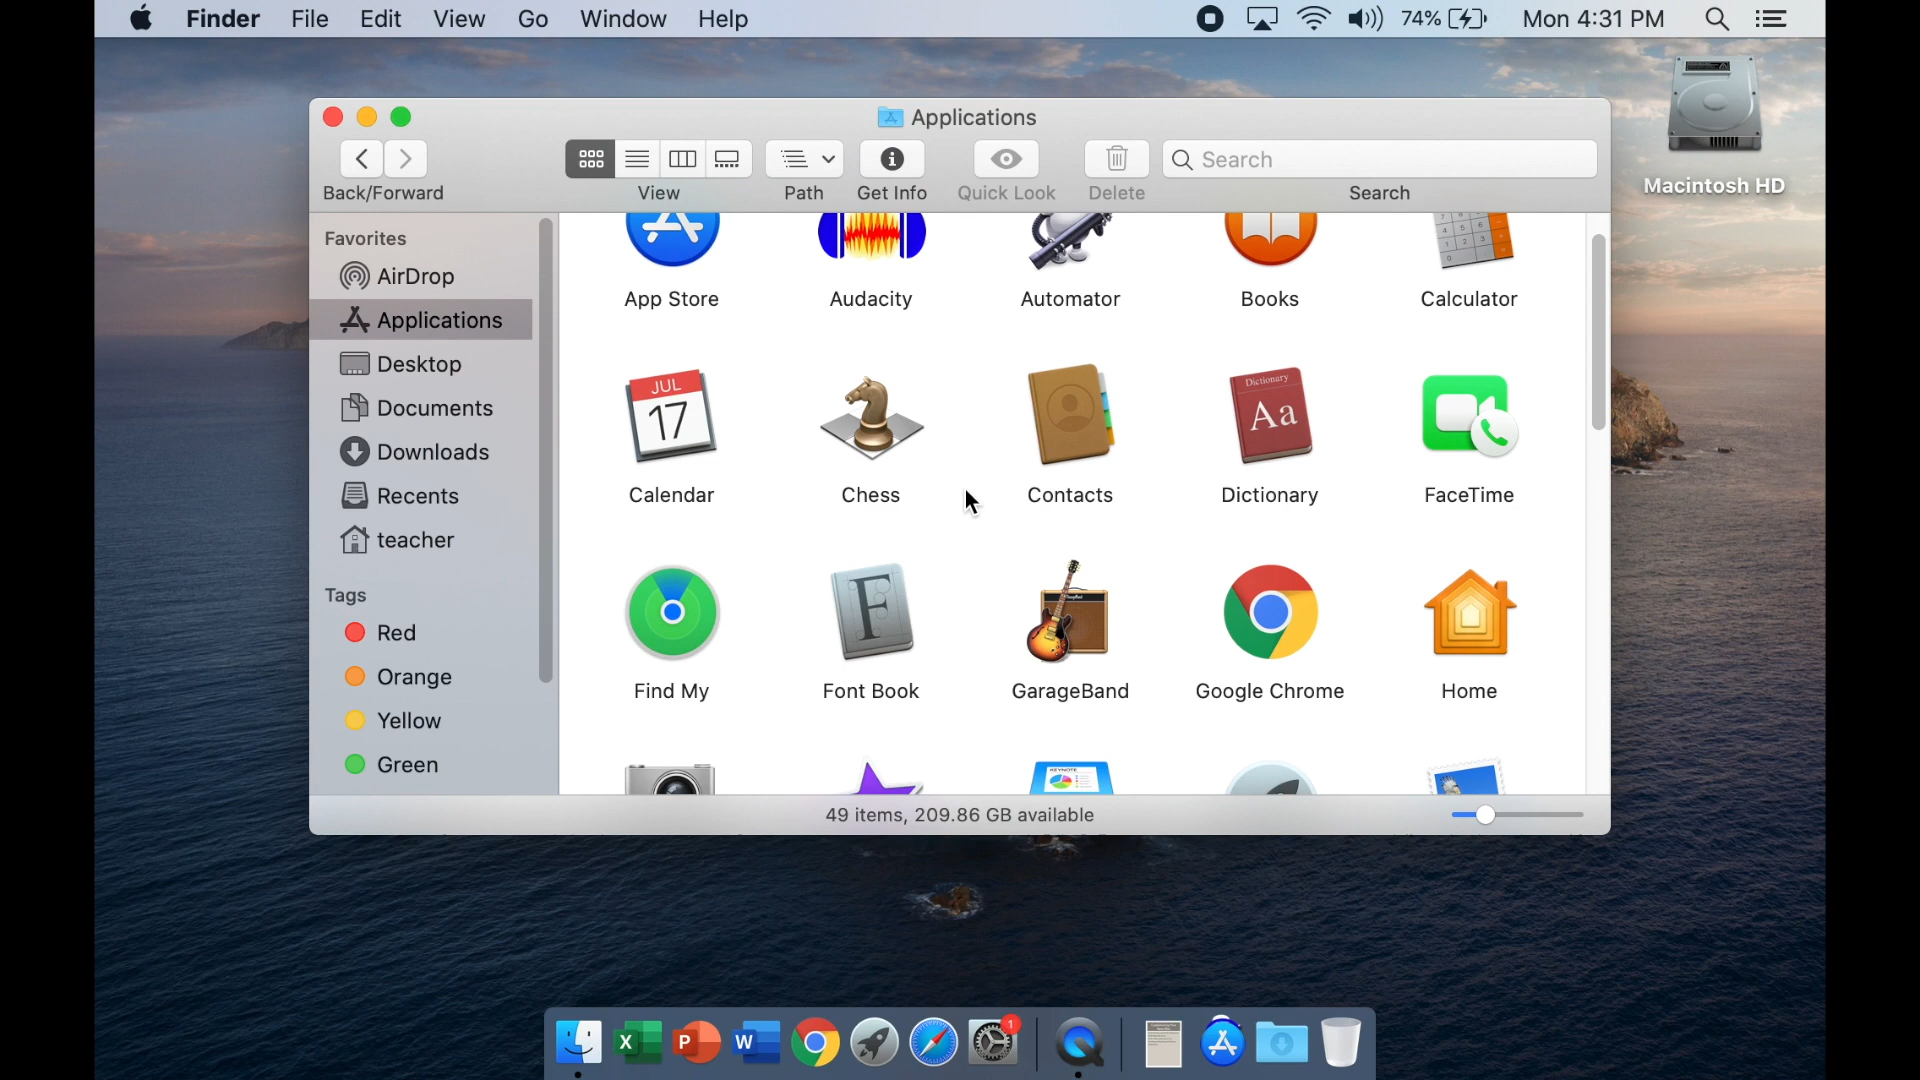 Finder File Edit View Go Window Help 74% Mon 4:31 PM
Macintosh HD
Applications
Search
Back/Forward View Path Get Info Quick Look Delete Search
Favorites
AirDrop
Applications
Desktop
Documents
Downloads
Recents
teacher
Tags
Red
Orange
Yellow
Green
App Store Audacity Automator Books Calculator
JUL
17
Dictionary
Aa
Calendar Chess Contacts Dictionary FaceTime
F
Find My Font Book GarageBand Google Chrome Home
KEYNOTE
49 items, 209.86 GB available
X P W 1